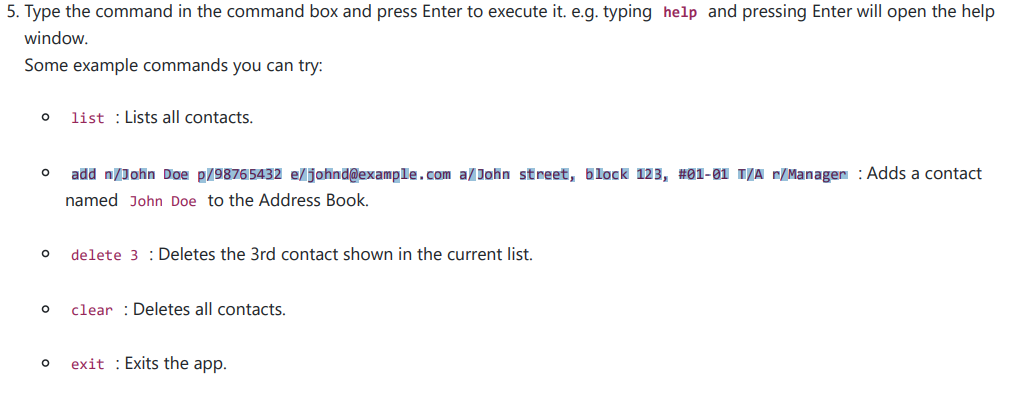 5. Type the command in the command box and press Enter to execute it. e.g. typing help and pressing Enter will open the help
window.
Some example commands you can try:
list : Lists all contacts.
add n/John Doe p/98765432 e/johnd@example.com a/John street, block 123, #01-01 T/A r/Manager : Adds a contact
named John Doe to the Address Book.
delete 3 : Deletes the 3rd contact shown in the current list.
clear : Deletes all contacts.
exit : Exits the app.